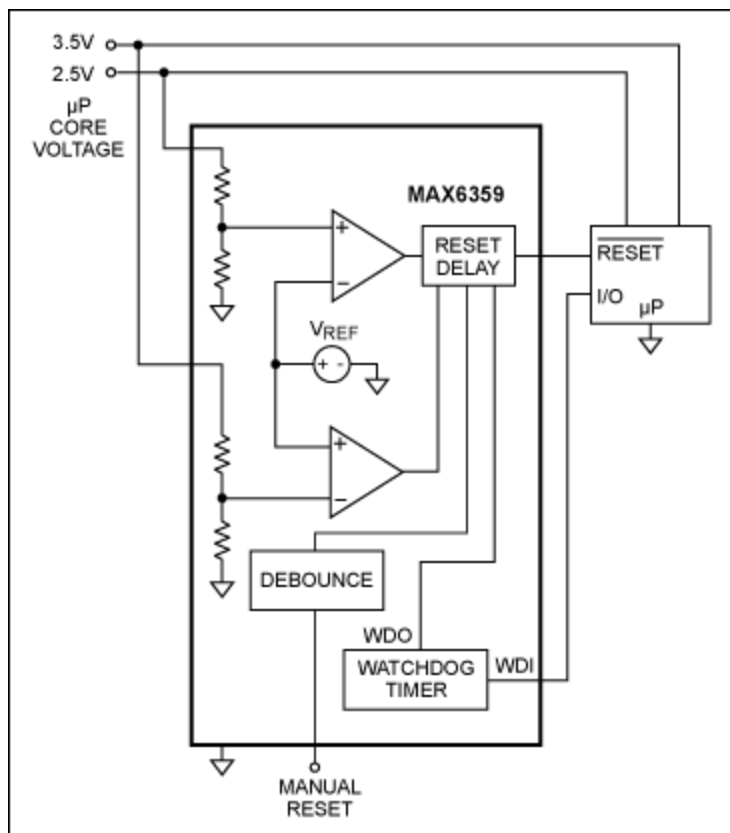 3.5V
2.5V
µP
CORE
VOLTAGE
MAX6359
+
−
RESET
DELAY
RESET
I/O
µP
VREF
+ -
+
−
DEBOUNCE
WDO
WATCHDOG
TIMER
WDI
MANUAL
RESET